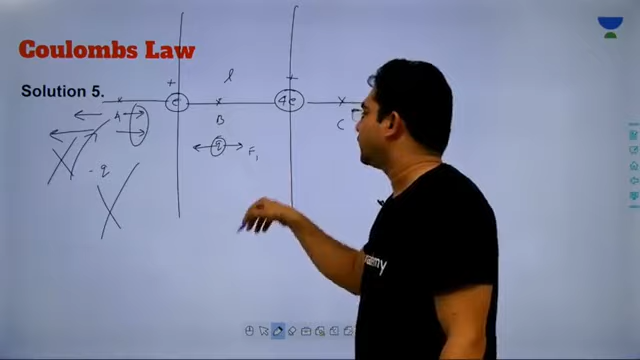 Coulombs Law
Solution 5.
+
l
+
A
e
4e
B
C
q
F₁
- q